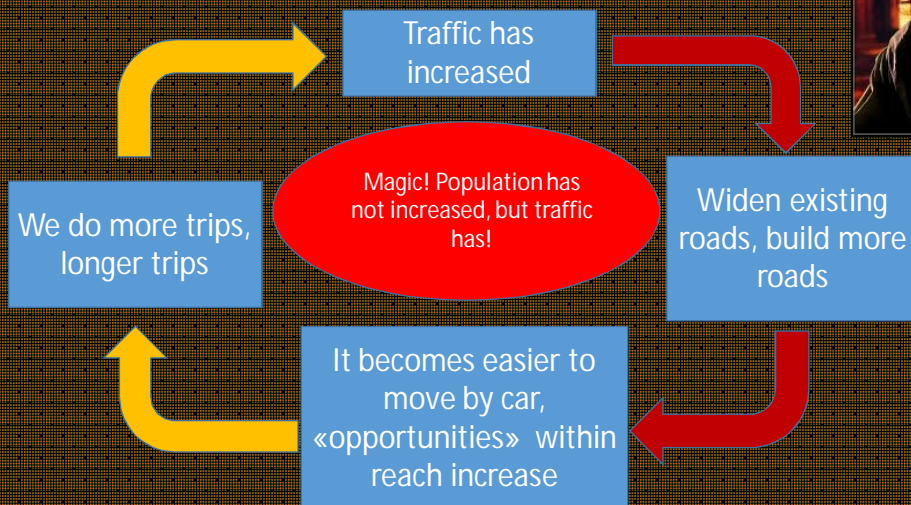 Traffic has
increased
Magic! Population has
not increased, but traffic
has!
We do more trips,
longer trips
Widen existing
roads, build more
roads
It becomes easier to
move by car,
«opportunities» within
reach increase